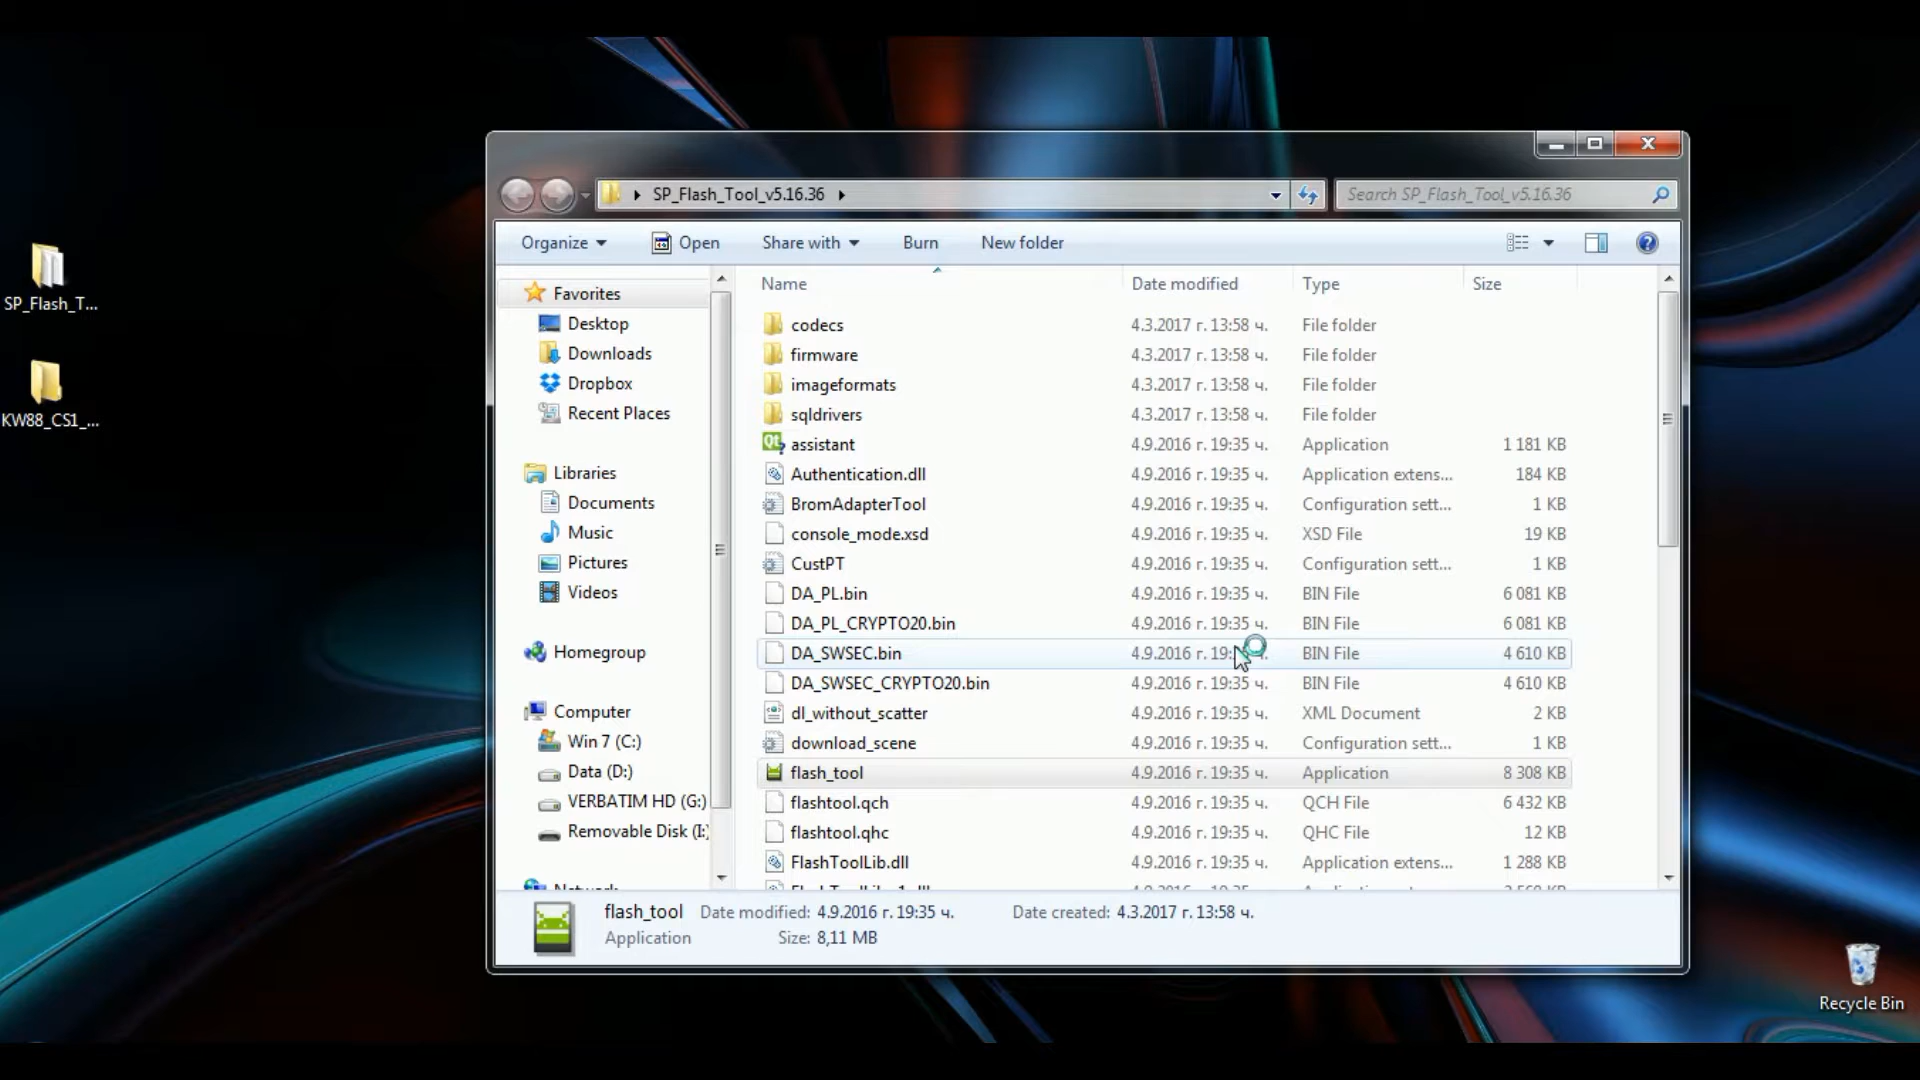 SP_Flash_T...
KW88_CS1_...
Recycle Bin
SP_Flash_Tool_v5.16.36
Search SP_Flash_Tool_v5.16.36
Organize Open Share with Burn New folder
Favorites
Desktop
Downloads
Dropbox
Recent Places
Libraries
Documents
Music
Pictures
Videos
Homegroup
Computer
Win 7 (C:)
Data (D:)
VERBATIM HD (G:)
Removable Disk (I:)
Network
Name Date modified Type Size
codecs 4.3.2017 г. 13:58 ч. File folder
firmware 4.3.2017 г. 13:58 ч. File folder
imageformats 4.3.2017 г. 13:58 ч. File folder
sqldrivers 4.3.2017 г. 13:58 ч. File folder
assistant 4.9.2016 г. 19:35 ч. Application 1 181 KB
Authentication.dll 4.9.2016 г. 19:35 ч. Application extens... 184 KB
BromAdapterTool 4.9.2016 г. 19:35 ч. Configuration sett... 1 KB
console_mode.xsd 4.9.2016 г. 19:35 ч. XSD File 19 KB
CustPT 4.9.2016 г. 19:35 ч. Configuration sett... 1 KB
DA_PL.bin 4.9.2016 г. 19:35 ч. BIN File 6 081 KB
DA_PL_CRYPTO20.bin 4.9.2016 г. 19:35 ч. BIN File 6 081 KB
DA_SWSEC.bin 4.9.2016 г. BIN File 4 610 KB
DA_SWSEC_CRYPTO20.bin 4.9.2016 г. 19:35 ч. BIN File 4 610 KB
dl_without_scatter 4.9.2016 г. 19:35 ч. XML Document 2 KB
download_scene 4.9.2016 г. 19:35 ч. Configuration sett... 1 KB
flash_tool 4.9.2016 г. 19:35 ч. Application 8 308 KB
flashtool.qch 4.9.2016 г. 19:35 ч. QCH File 6 432 KB
flashtool.qhc 4.9.2016 г. 19:35 ч. QHC File 12 KB
FlashToolLib.dll 4.9.2016 г. 19:35 ч. Application extens... 1 288 KB
flash_tool Date modified: 4.9.2016 г. 19:35 ч. Date created: 4.3.2017 г. 13:58 ч.
Application Size: 8,11 MB